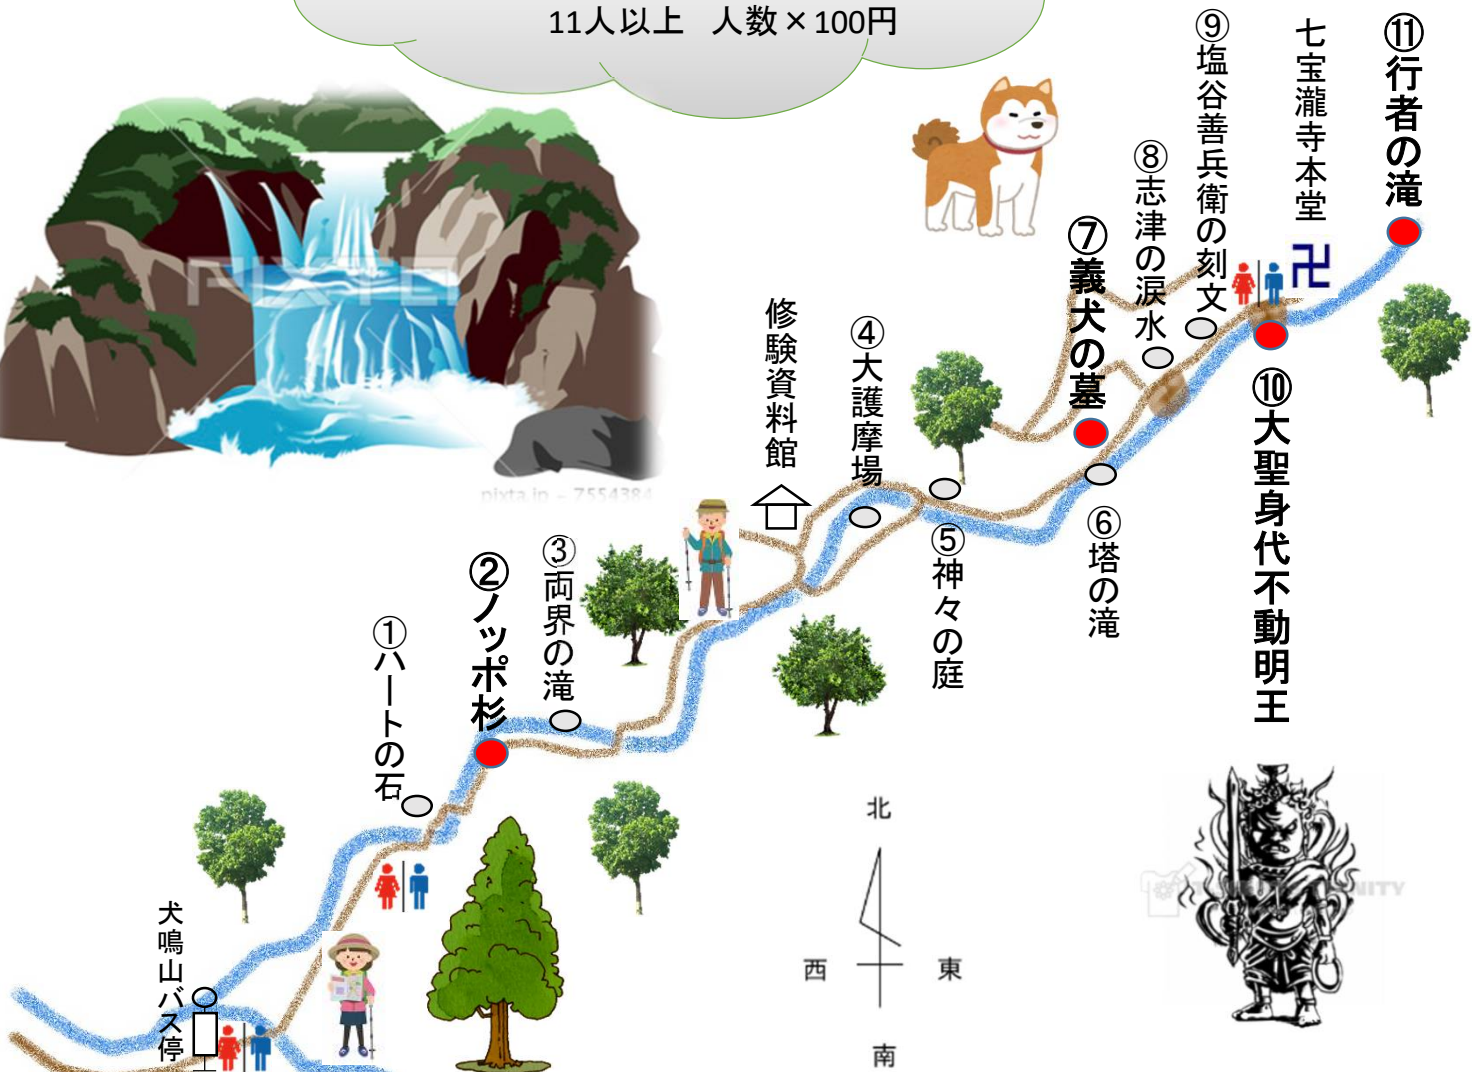 11人以上 人数×100円
⑪行者の滝
七宝瀧寺本堂
卍
⑨塩谷善兵衛の刻文
⑧志津の涙水
⑦義犬の墓
⑩大聖身代不動明王
⑥塔の滝
⑤神々の庭
④大護摩場
修験資料館
③両界の滝
②ノッポ杉
①ハートの石
犬鳴山バス停
北
西
東
南
PIXTA
pixta.jp - 7554384